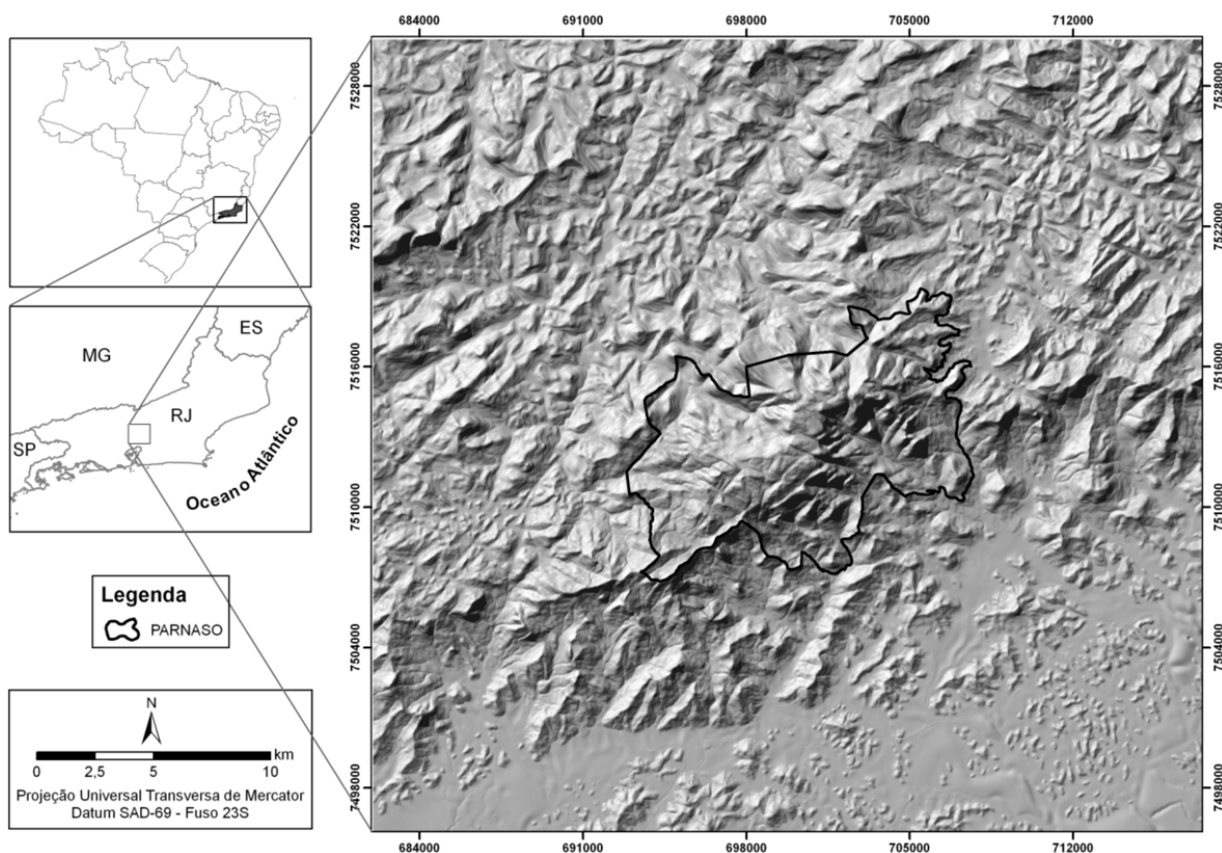 684000 691000 698000 705000 712000
7528000 7528000
7522000 7522000
ES
MG
7516000 7516000
RJ
SP
Oceano Atlântico
7510000 7510000
Legenda
PARNASO
7504000 7504000
N
km
0 2,5 5 10
7498000 7498000
Projeção Universal Transversa de Mercator
Datum SAD-69 - Fuso 23S
684000 691000 698000 705000 712000